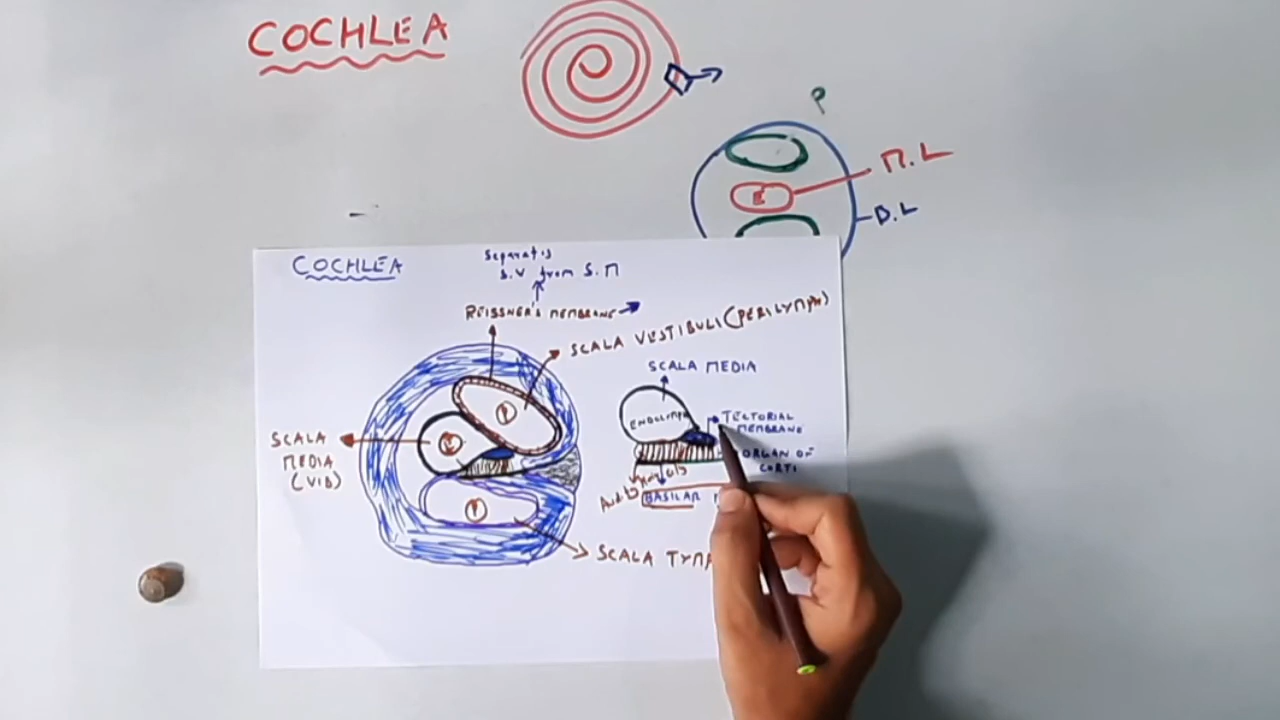 COCHLEA
P
M.L
B.L
COCHLEA
Separates
S.V from S.M
REISSNER'S MEMBRANE
SCALA VESTIBULI (PERILYMPH)
SCALA MEDIA
ENDOLYMPH
TECTORIAL
MEMBRANE
ORGAN OF
CORTI
SCALA
MEDIA
(VIB)
P
E
P
BASILAR
SCALA TYMP